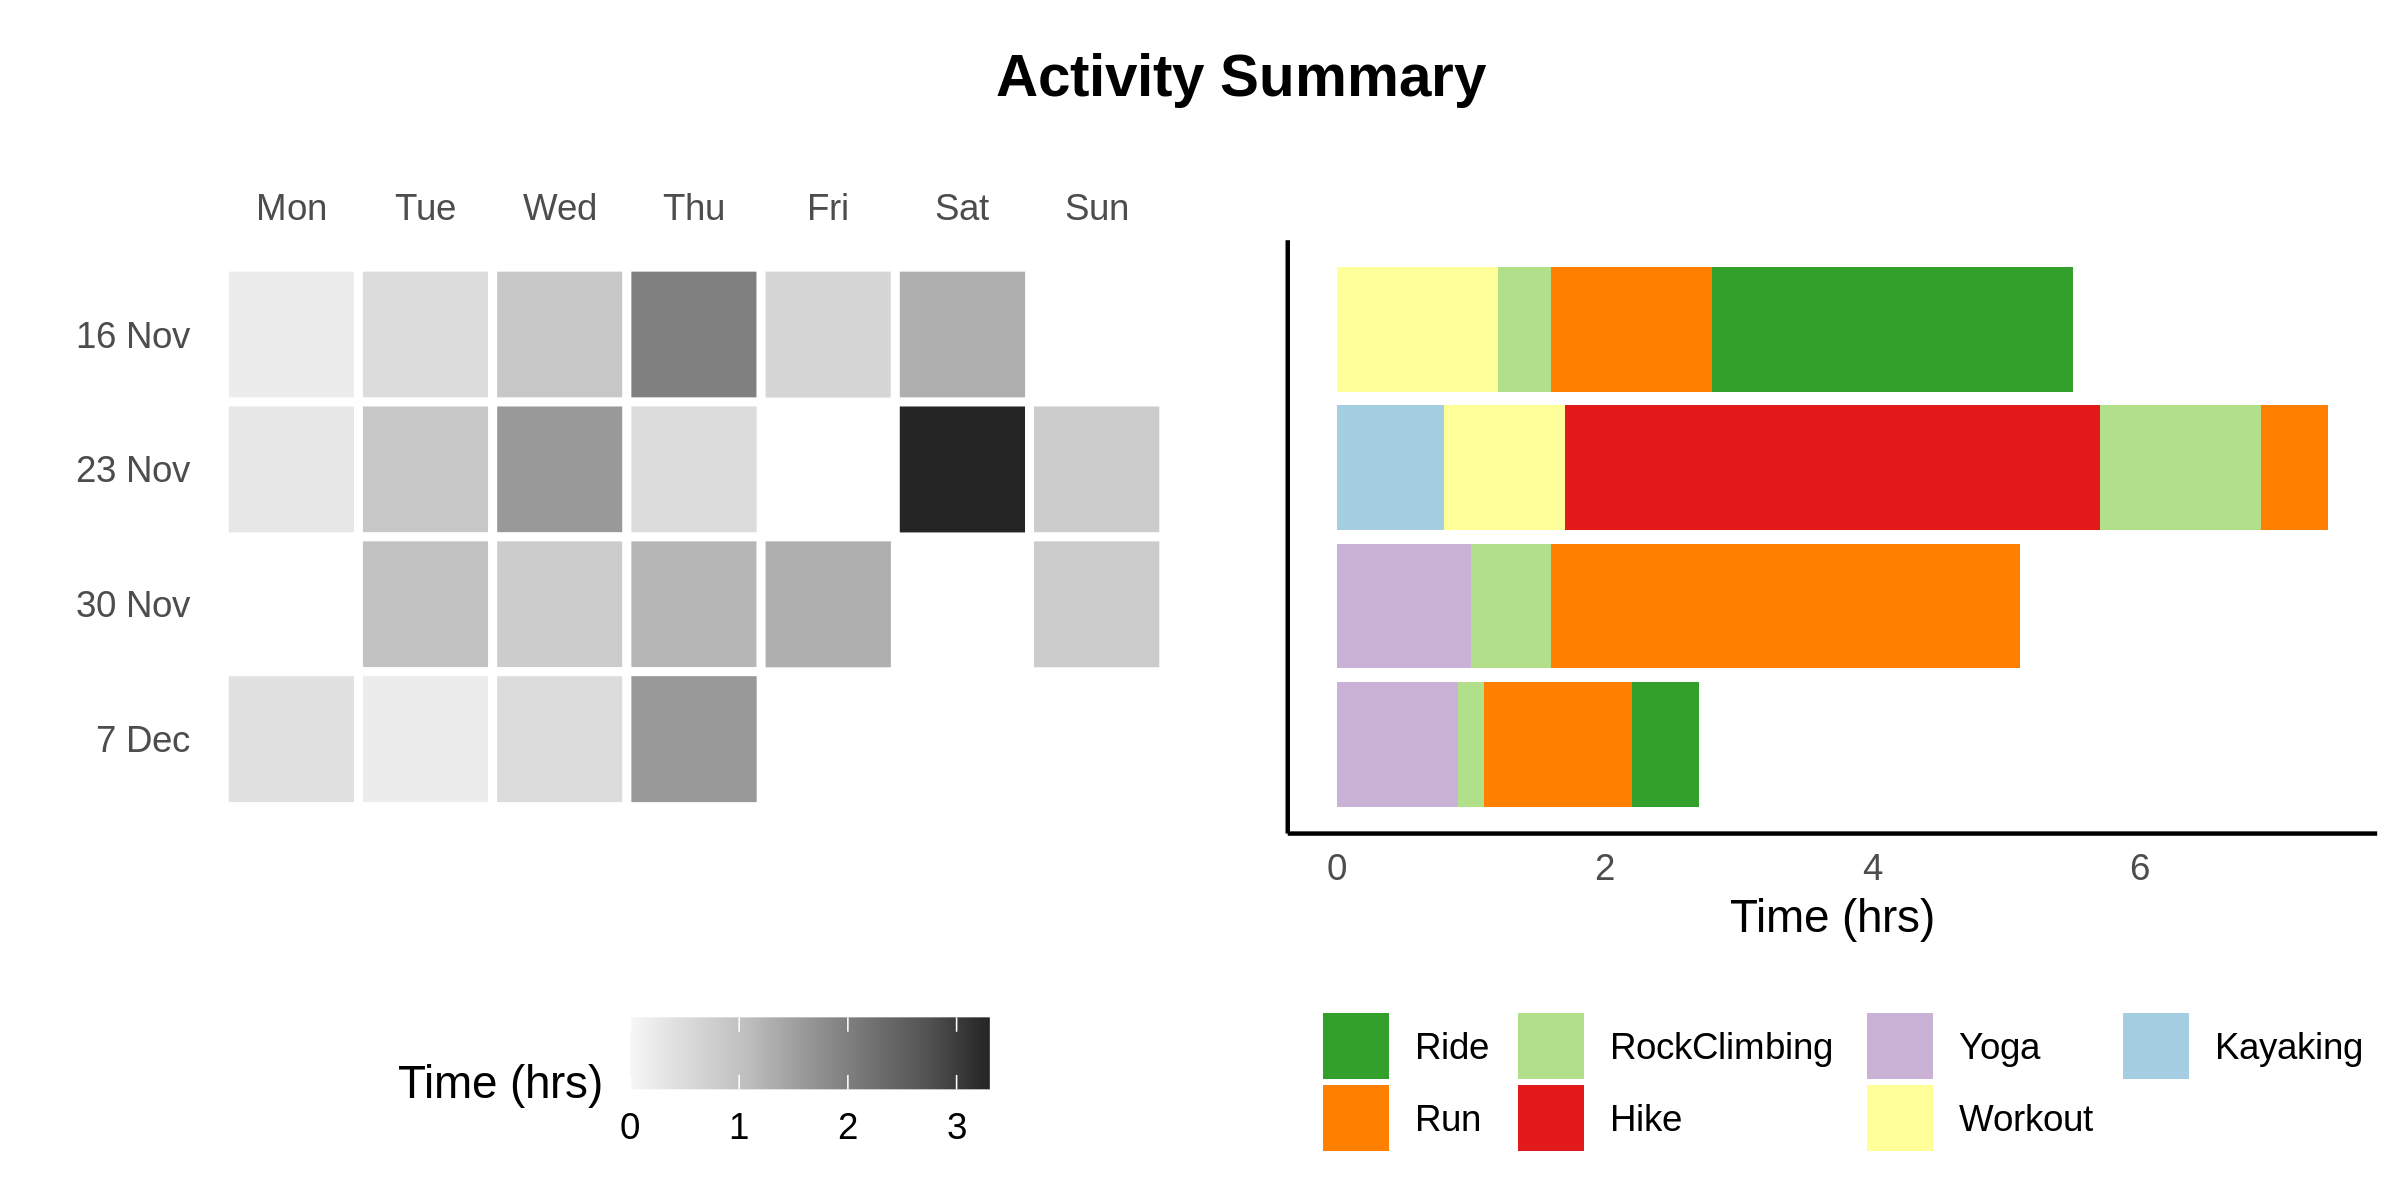 Activity Summary
Mon Tue Wed Thu Fri Sat Sun
16 Nov
23 Nov
30 Nov
7 Dec
0 2 4 6
Time (hrs)
Time (hrs)
0 1 2 3
Ride RockClimbing Yoga Kayaking
Run Hike Workout